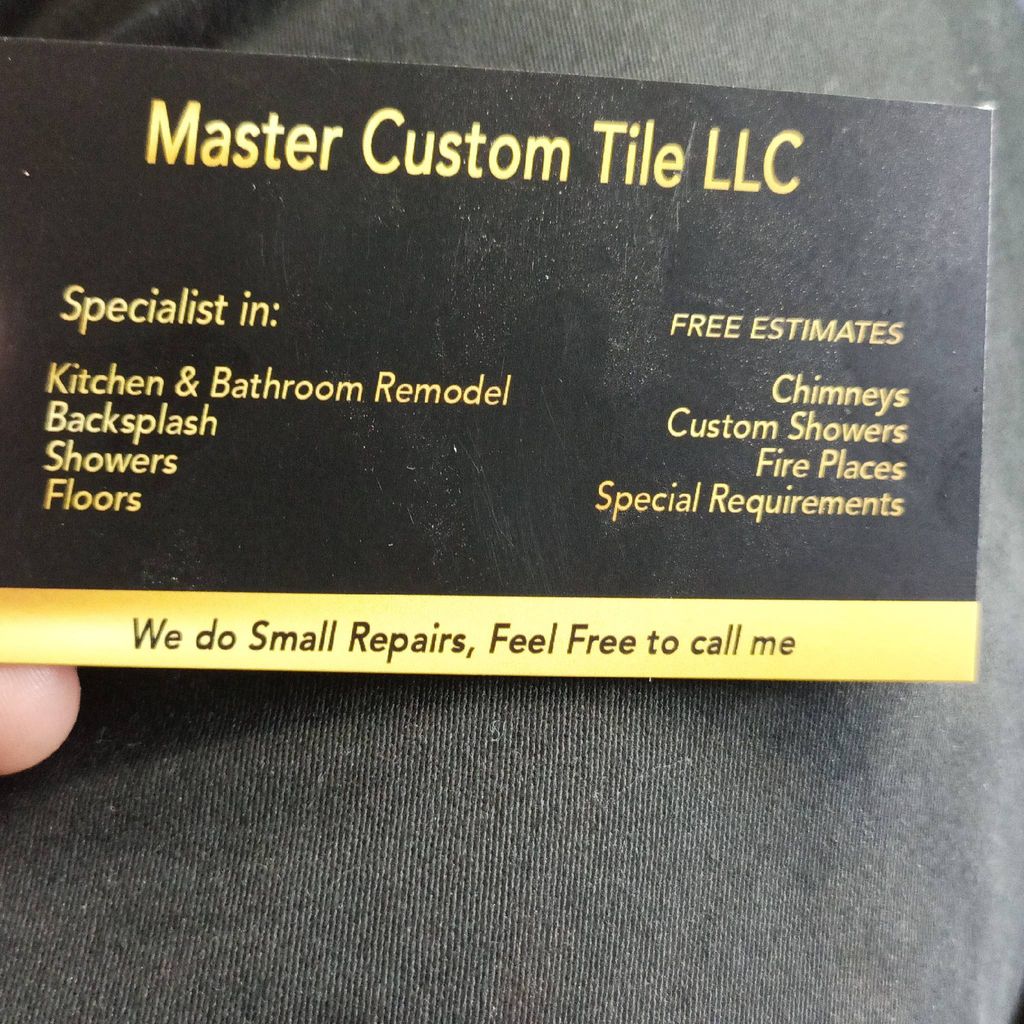 Master Custom Tile LLC
Specialist in:
Kitchen & Bathroom Remodel
Backsplash
Showers
Floors
FREE ESTIMATES
Chimneys
Custom Showers
Fire Places
Special Requirements
We do Small Repairs, Feel Free to call me